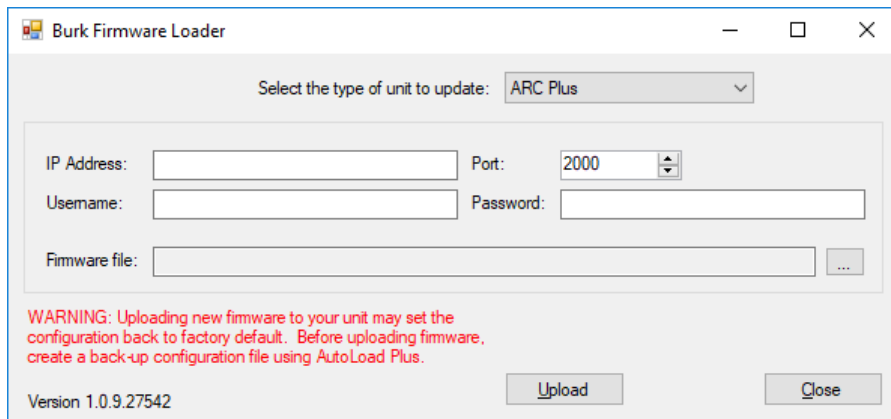 Burk Firmware Loader
Select the type of unit to update: ARC Plus
IP Address: Port: 2000
Username: Password:
Firmware file: ...
WARNING: Uploading new firmware to your unit may set the
configuration back to factory default. Before uploading firmware,
create a back-up configuration file using AutoLoad Plus.
Upload Close
Version 1.0.9.27542